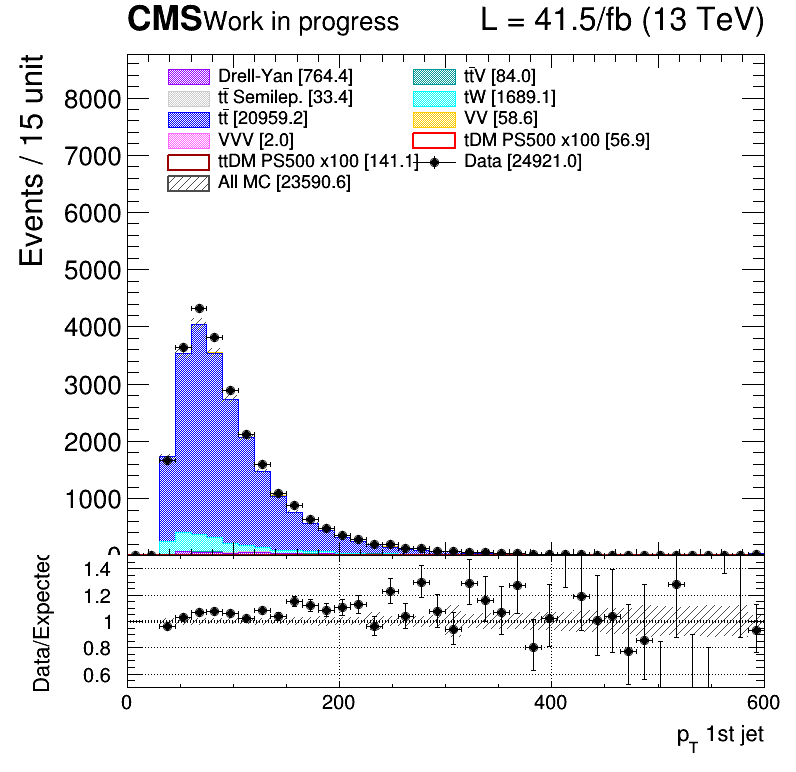 CMS Work in progress L = 41.5/fb (13 TeV)
Events / 15 unit
8000
7000
6000
5000
4000
3000
2000
1000
0
Drell-Yan [764.4] tt̄V [84.0]
tt̄ Semilep. [33.4] tW [1689.1]
tt̄ [20959.2] VV [58.6]
VVV [2.0] tDM PS500 x100 [56.9]
ttDM PS500 x100 [141.1] Data [24921.0]
All MC [23590.6]
Data/Expected
1.4
1.2
1
0.8
0.6
0 200 400 600
p_T 1st jet